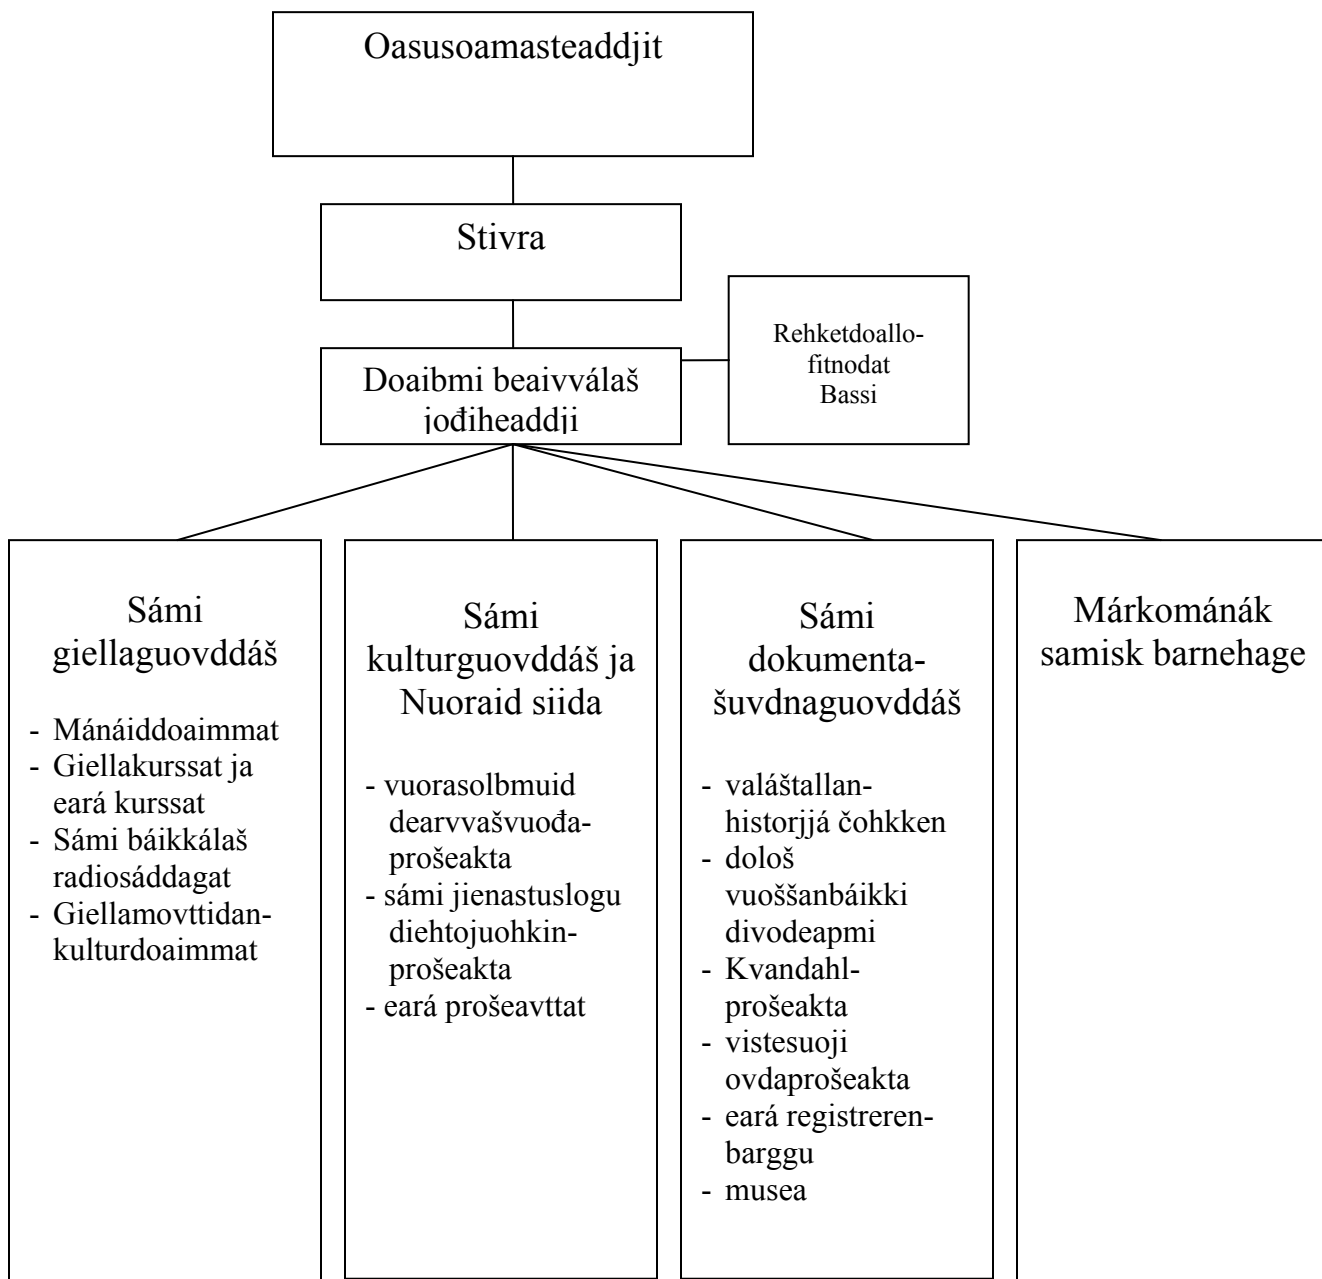 Oasusoamasteaddjit
Stivra
Doaibmi beaivválaš
jođiheaddji
Rehketdoallo-
fitnodat
Bassi
Sámi
giellaguovddáš
- Mánáiddoaimmat
- Giellakurssat ja
eará kurssat
- Sámi báikkálaš
radiosáddagat
- Giellamovttidan-
kulturdoaimmat
Sámi
kulturguovddáš ja
Nuoraid siida
- vuorasolbmuid
dearvvašvuođa-
prošeakta
- sámi jienastuslogu
diehtojuohkin-
prošeakta
- eará prošeavttat
Sámi
dokumenta-
šuvdnaguovddáš
- valáštallan-
historjjá čohkken
- dološ
vuoššanbáikki
divodeapmi
- Kvandahl-
prošeakta
- vistesuoji
ovdaprošeakta
- eará registreren-
barggu
- musea
Márkománák
samisk barnehage